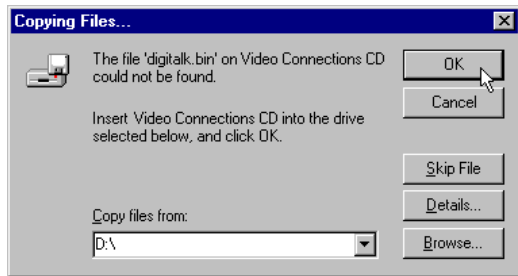 Copying Files...
The file 'digitalk.bin' on Video Connections CD
could not be found.
Insert Video Connections CD into the drive
selected below, and click OK.
Copy files from:
D:\
OK
Cancel
Skip File
Details...
Browse...